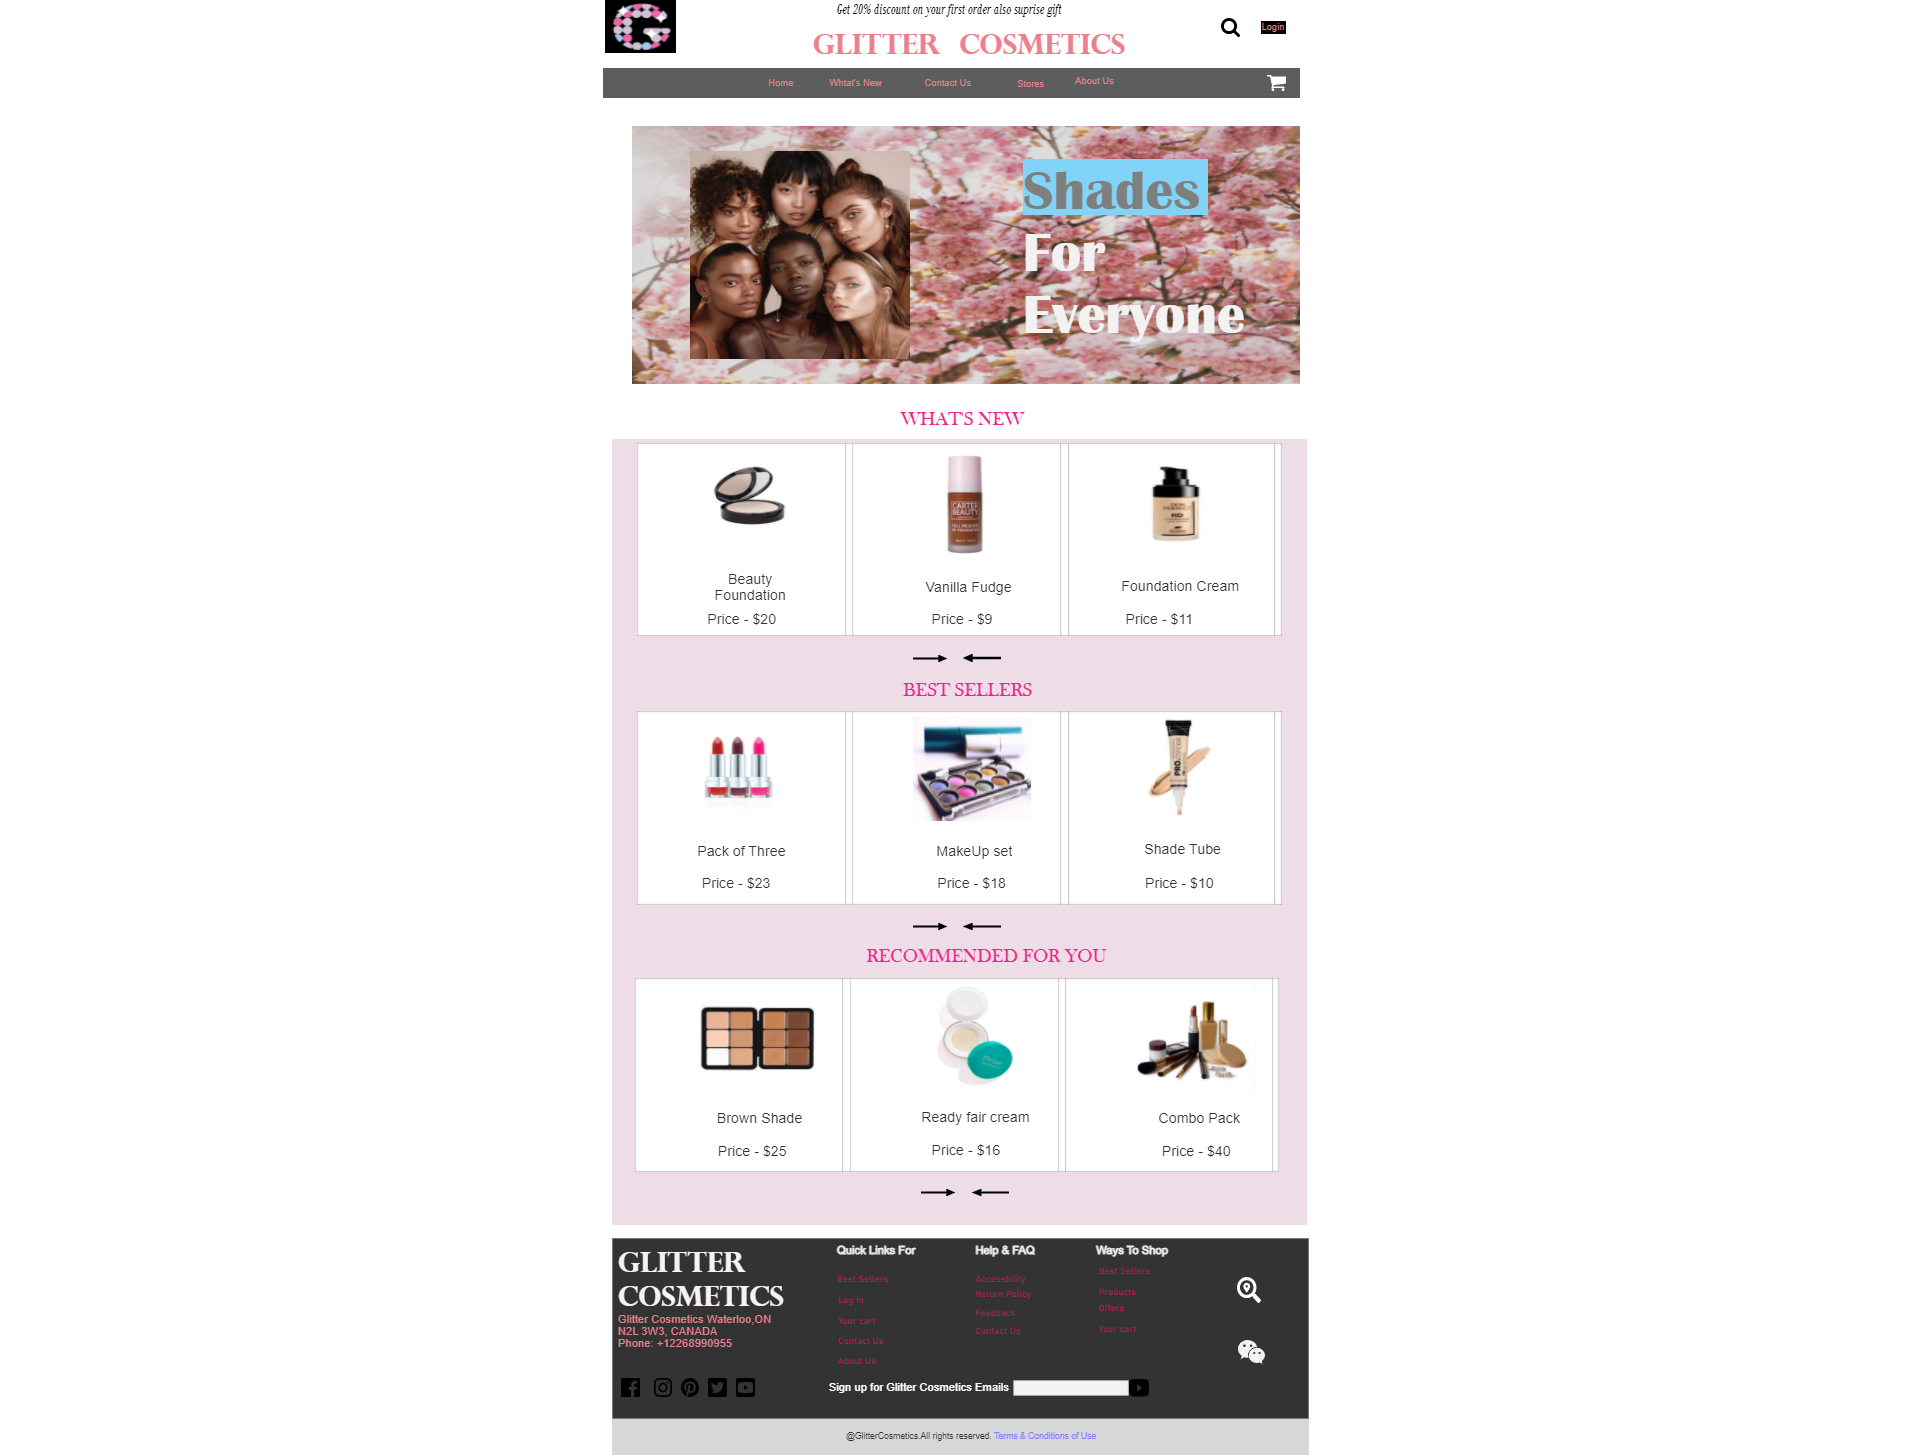 G
Get 20% discount on your first order also suprise gift
Login
GLITTER COSMETICS
Home What's New Contact Us Stores About Us
Shades
For
Everyone
WHAT'S NEW
CARTER
BEAUTY
HD
Beauty
Foundation
Vanilla Fudge
Foundation Cream
Price - $20
Price - $9
Price - $11
BEST SELLERS
PRO.conceal
Pack of Three
MakeUp set
Shade Tube
Price - $23
Price - $18
Price - $10
RECOMMENDED FOR YOU
Brown Shade
Ready fair cream
Combo Pack
Price - $25
Price - $16
Price - $40
GLITTER
COSMETICS
Glitter Cosmetics Waterloo,ON
N2L 3W3, CANADA
Phone: +12268990955
Quick Links For
Best Sellers
Log in
Your cart
Contact Us
About Us
Help & FAQ
Accessbility
Return Policy
Feedback
Contact Us
Ways To Shop
Best Sellers
Products
Offers
Your cart
Sign up for Glitter Cosmetics Emails
@GlitterCosmetics.All rights reserved. Terms & Conditions of Use